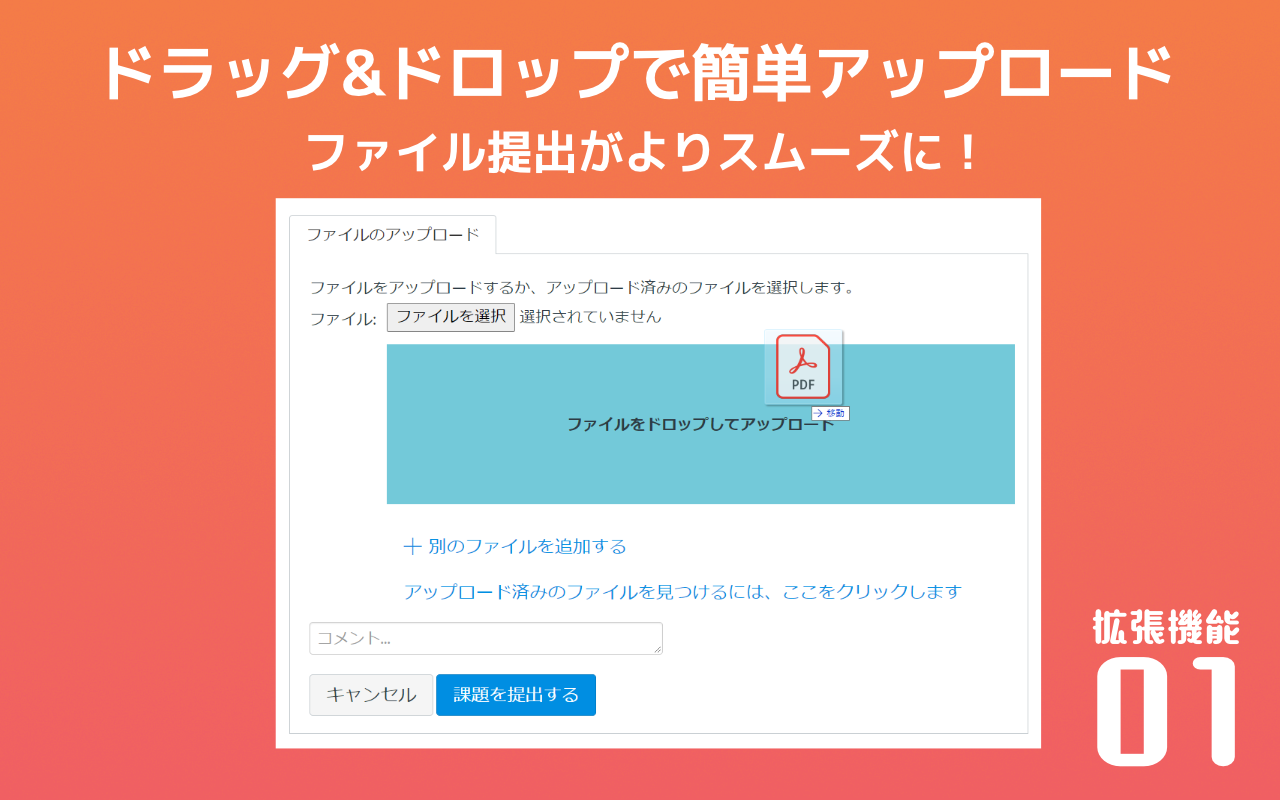 ドラッグ&ドロップで簡単アップロード
ファイル提出がよりスムーズに！
ファイルのアップロード
ファイルをアップロードするか、アップロード済みのファイルを選択します。
ファイル: ファイルを選択 選択されていません
PDF
→ 移動
ファイルをドロップしてアップロード
＋ 別のファイルを追加する
アップロード済みのファイルを見つけるには、ここをクリックします
コメント...
キャンセル 課題を提出する
拡張機能
01